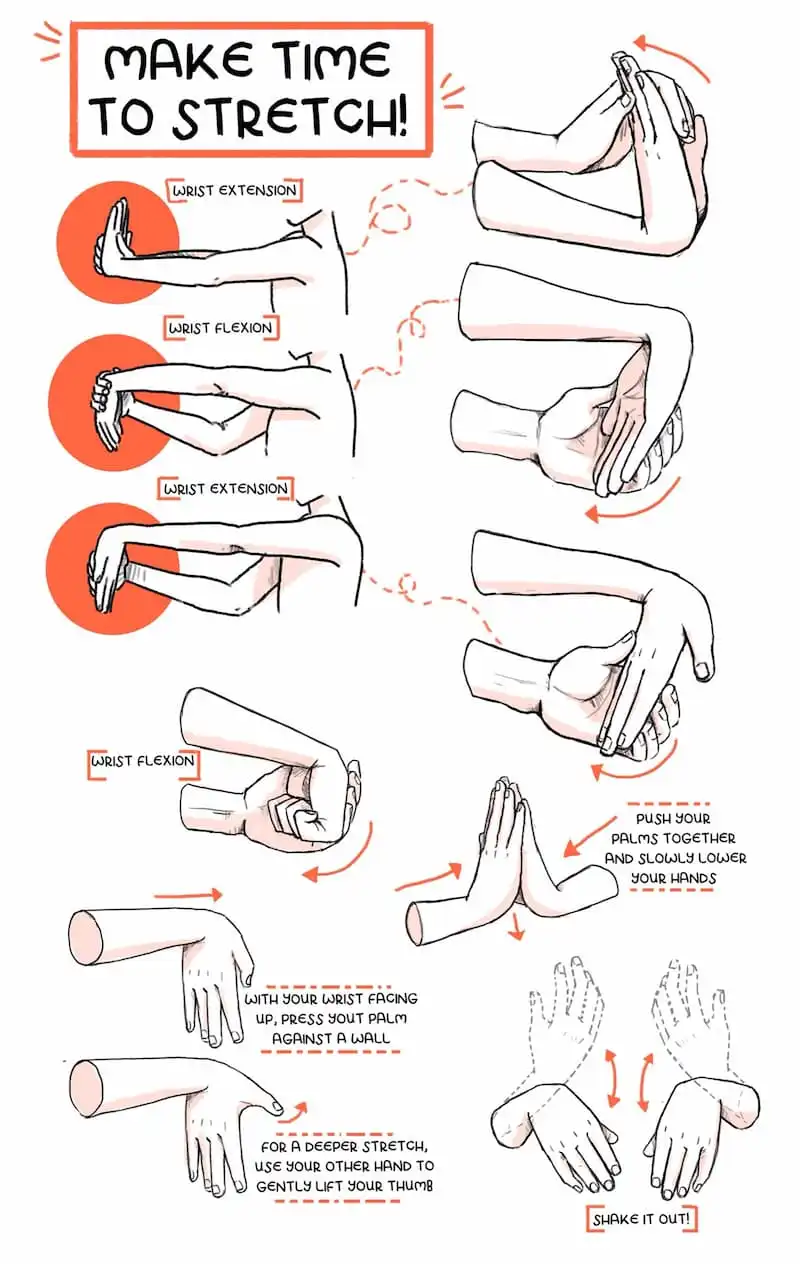 MAKE TIME
TO STRETCH!
WRIST EXTENSION
WRIST FLEXION
WRIST EXTENSION
WRIST FLEXION
PUSH YOUR
PALMS TOGETHER
AND SLOWLY LOWER
YOUR HANDS
WITH YOUR WRIST FACING
UP, PRESS YOUT PALM
AGAINST A WALL
FOR A DEEPER STRETCH,
USE YOUR OTHER HAND TO
GENTLY LIFT YOUR THUMB
SHAKE IT OUT!